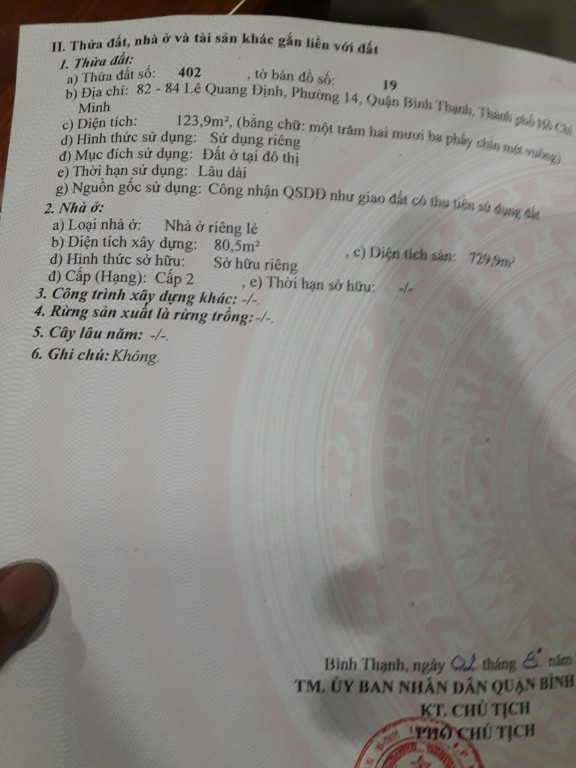 II. Thửa đất, nhà ở và tài sản khác gắn liền với đất
1. Thửa đất:
a) Thửa đất số: 402 , tờ bản đồ số: 19
b) Địa chỉ: 82 - 84 Lê Quang Định, Phường 14, Quận Bình Thạnh, Thành phố Hồ Chí
Minh
c) Diện tích: 123,9m², (bằng chữ: một trăm hai mươi ba phẩy chín mét vuông)
d) Hình thức sử dụng: Sử dụng riêng
đ) Mục đích sử dụng: Đất ở tại đô thị
e) Thời hạn sử dụng: Lâu dài
g) Nguồn gốc sử dụng: Công nhận QSDĐ như giao đất có thu tiền sử dụng đất
2. Nhà ở:
a) Loại nhà ở: Nhà ở riêng lẻ
b) Diện tích xây dựng: 80,5m² , c) Diện tích sàn: 729,9m²
d) Hình thức sở hữu: Sở hữu riêng
đ) Cấp (Hạng): Cấp 2 , e) Thời hạn sở hữu: -/-
3. Công trình xây dựng khác: -/-.
4. Rừng sản xuất là rừng trồng: -/-.
5. Cây lâu năm: -/-.
6. Ghi chú: Không.
Bình Thạnh, ngày 02 tháng 8 năm
TM. ỦY BAN NHÂN DÂN QUẬN BÌNH
KT. CHỦ TỊCH
PHÓ CHỦ TỊCH